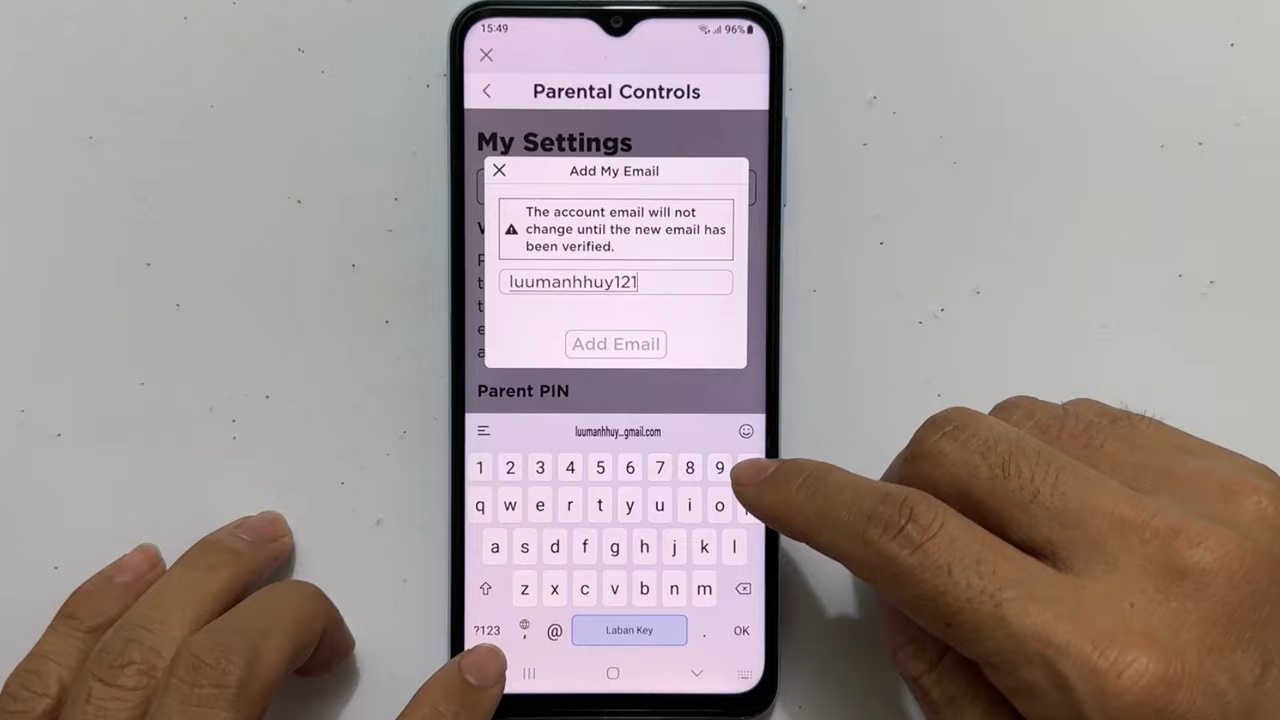 15:49
96%
Parental Controls
My Settings
Add My Email
The account email will not
change until the new email has
been verified.
luumanhhuy121
Add Email
Parent PIN
luumanhhuy...gmail.com
1 2 3 4 5 6 7 8 9
q w e r t y u i o
a s d f g h j k l
z x c v b n m
?123 , @ Laban Key . OK